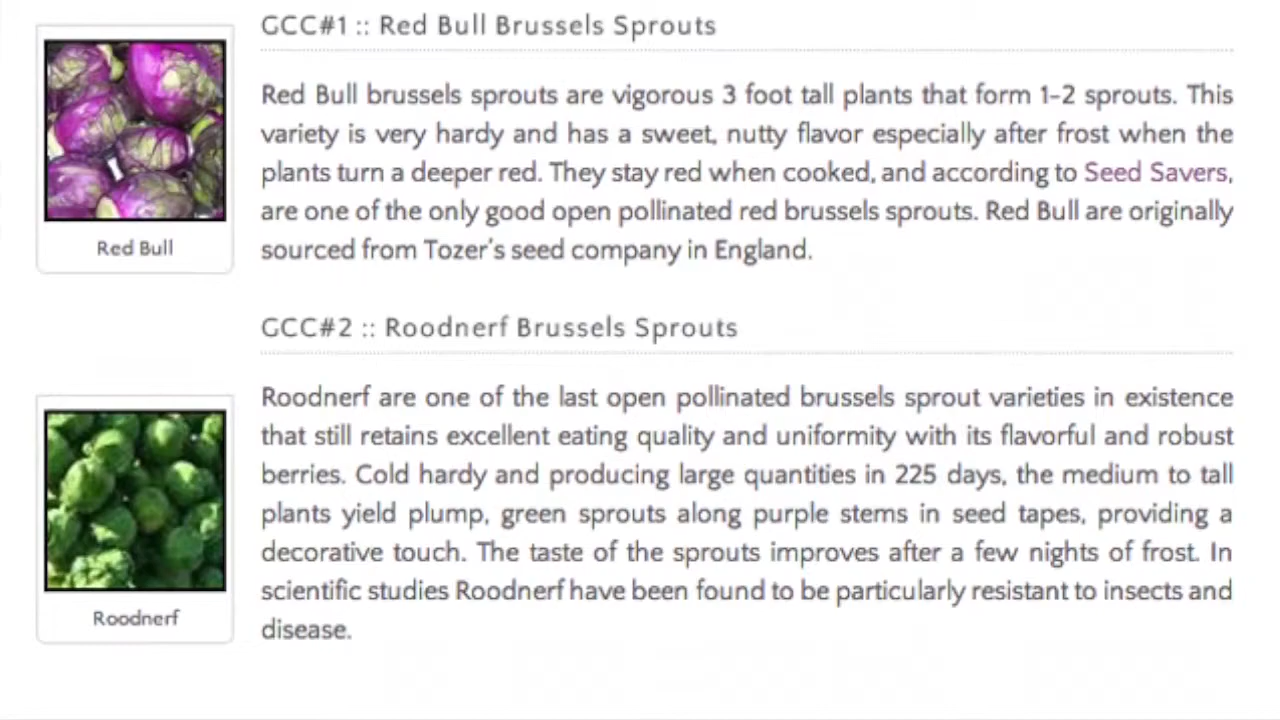 GCC#1 :: Red Bull Brussels Sprouts
Red Bull brussels sprouts are vigorous 3 foot tall plants that form 1-2 sprouts. This
variety is very hardy and has a sweet, nutty flavor especially after frost when the
plants turn a deeper red. They stay red when cooked, and according to Seed Savers,
are one of the only good open pollinated red brussels sprouts. Red Bull are originally
sourced from Tozer's seed company in England.
Red Bull
GCC#2 :: Roodnerf Brussels Sprouts
Roodnerf are one of the last open pollinated brussels sprout varieties in existence
that still retains excellent eating quality and uniformity with its flavorful and robust
berries. Cold hardy and producing large quantities in 225 days, the medium to tall
plants yield plump, green sprouts along purple stems in seed tapes, providing a
decorative touch. The taste of the sprouts improves after a few nights of frost. In
scientific studies Roodnerf have been found to be particularly resistant to insects and
disease.
Roodnerf